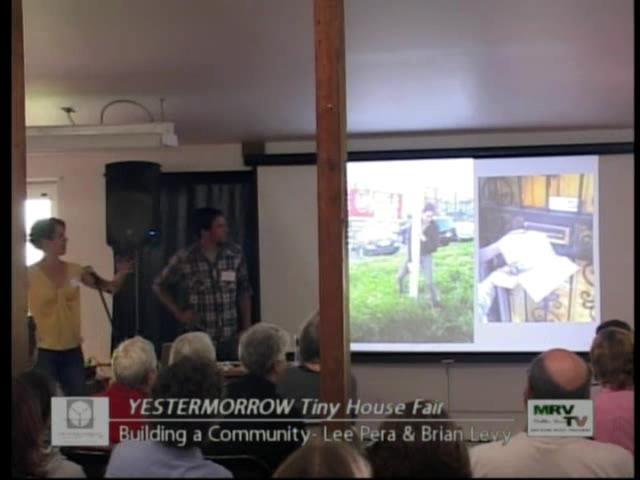 YESTERMORROW Tiny House Fair
Building a Community- Lee Pera & Brian Levy
MRV
TV